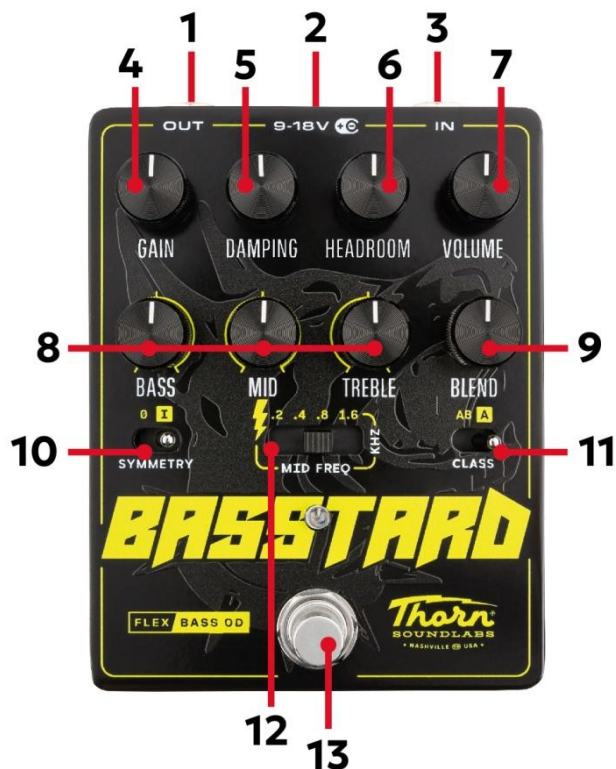 1 2 3
4 5 6 7
OUT 9-18V IN
GAIN DAMPING HEADROOM VOLUME
8 9
BASS MID TREBLE BLEND
0 I .2 .4 .8 1.6 AB A
10 KHZ 11
SYMMETRY MID FREQ CLASS
BASSTARD
FLEX BASS OD Thorn
SOUNDLABS
NASHVILLE USA
12 13